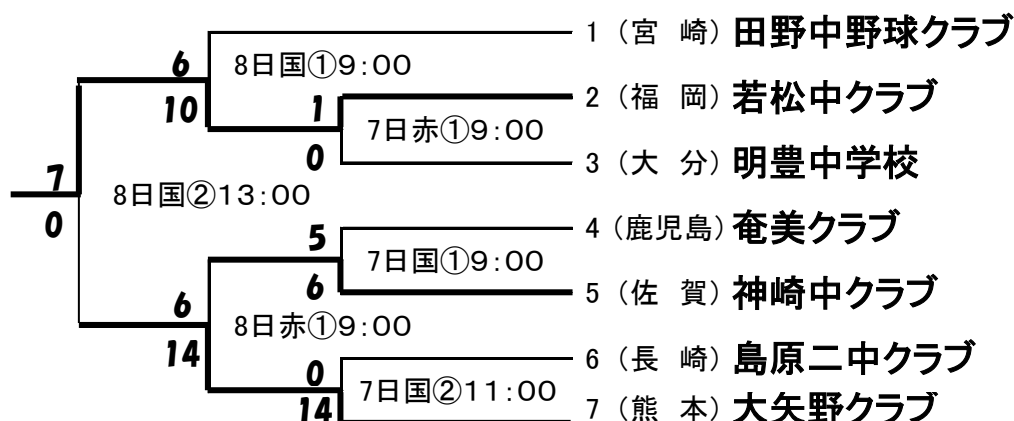 1 （宮　崎）田野中野球クラブ
6
8日国①9：00
10
1
2 （福　岡）若松中クラブ
7日赤①9：00
0
3 （大　分）明豊中学校
7
8日国②13：00
0
5
4 （鹿児島）奄美クラブ
7日国①9：00
6
5 （佐　賀）神崎中クラブ
6
8日赤①9：00
14
0
6 （長　崎）島原二中クラブ
7日国②11：00
14
7 （熊　本）大矢野クラブ